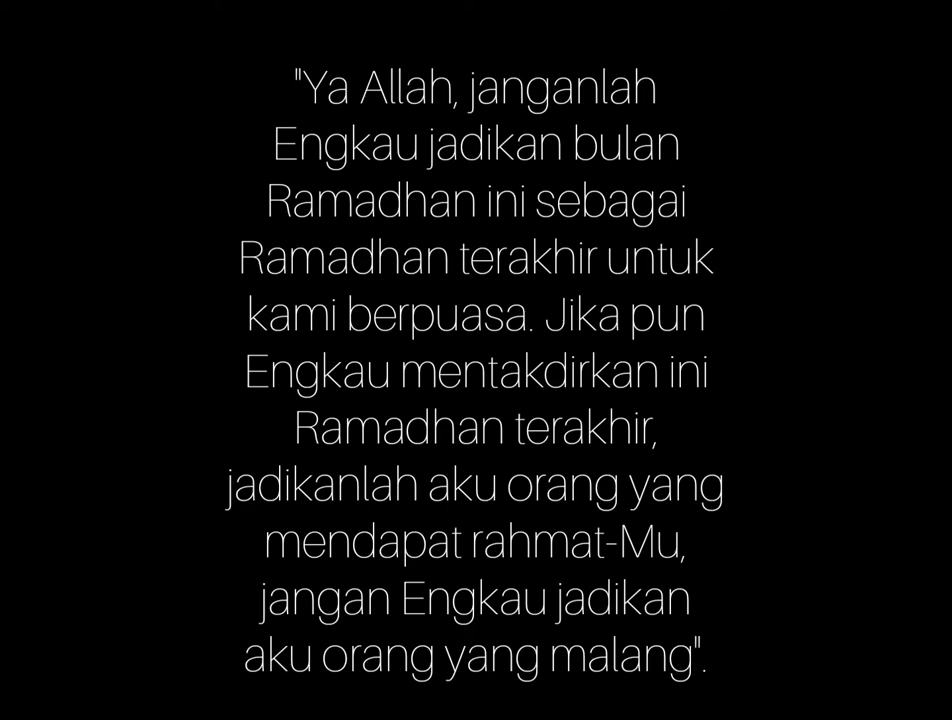 "Ya Allah, janganlah
Engkau jadikan bulan
Ramadhan ini sebagai
Ramadhan terakhir untuk
kami berpuasa. Jika pun
Engkau mentakdirkan ini
Ramadhan terakhir,
jadikanlah aku orang yang
mendapat rahmat-Mu,
jangan Engkau jadikan
aku orang yang malang".